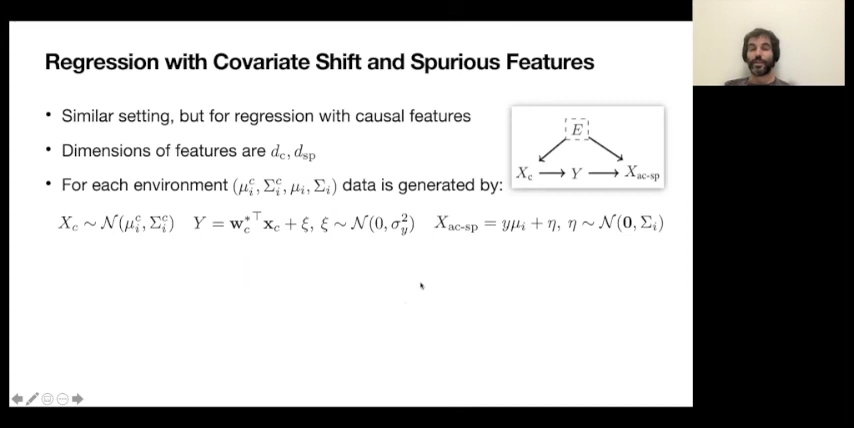 Regression with Covariate Shift and Spurious Features
• Similar setting, but for regression with causal features
• Dimensions of features are d_c, d_sp
• For each environment (μ_i^c, Σ_i^c, μ_i, Σ_i) data is generated by:
E
X_c → Y → X_ac-sp
X_c ∼ 𝒩(μ_i^c, Σ_i^c) Y = w_c^{*⊤} x_c + ξ, ξ ∼ 𝒩(0, σ_y^2) X_ac-sp = yμ_i + η, η ∼ 𝒩(0, Σ_i)